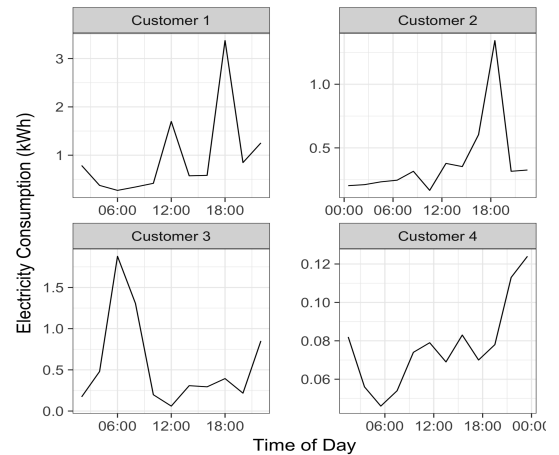 Customer 1
Customer 2
3
2
1
1.0
0.5
06:00 12:00 18:00
00:00 06:00 12:00 18:00
Electricity Consumption (kWh)
Customer 3
Customer 4
1.5
1.0
0.5
0.0
0.12
0.10
0.08
0.06
06:00 12:00 18:00
06:00 12:00 18:00 00:00
Time of Day